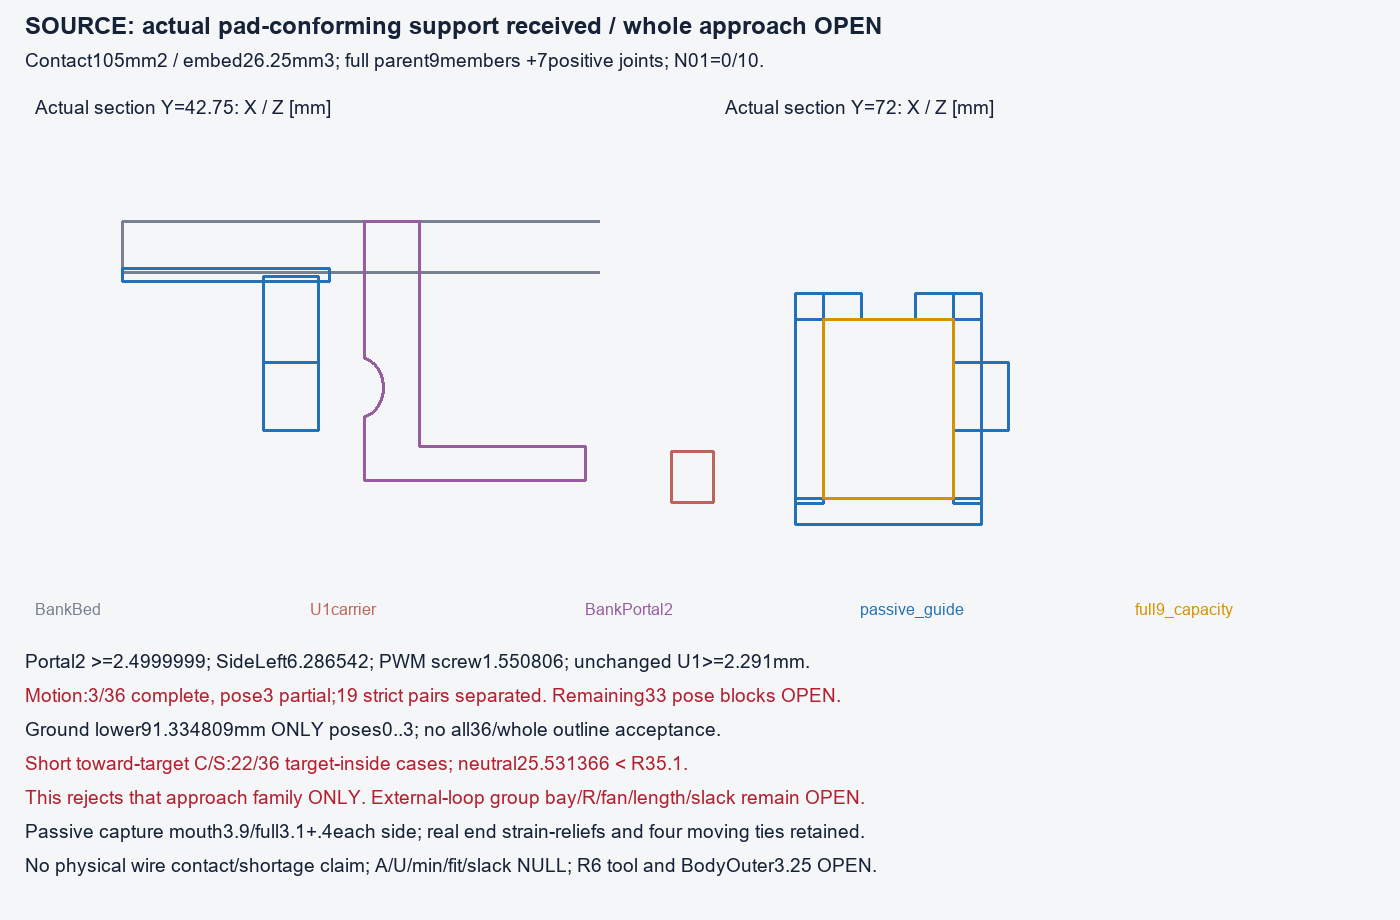 SOURCE: actual pad-conforming support received / whole approach OPEN
Contact105mm2 / embed26.25mm3; full parent9members +7positive joints; N01=0/10.
Actual section Y=42.75: X / Z [mm]
Actual section Y=72: X / Z [mm]
BankBed
U1carrier
BankPortal2
passive_guide
full9_capacity
Portal2 >=2.4999999; SideLeft6.286542; PWM screw1.550806; unchanged U1>=2.291mm.
Motion:3/36 complete, pose3 partial;19 strict pairs separated. Remaining33 pose blocks OPEN.
Ground lower91.334809mm ONLY poses0..3; no all36/whole outline acceptance.
Short toward-target C/S:22/36 target-inside cases; neutral25.531366 < R35.1.
This rejects that approach family ONLY. External-loop group bay/R/fan/length/slack remain OPEN.
Passive capture mouth3.9/full3.1+.4each side; real end strain-reliefs and four moving ties retained.
No physical wire contact/shortage claim; A/U/min/fit/slack NULL; R6 tool and BodyOuter3.25 OPEN.